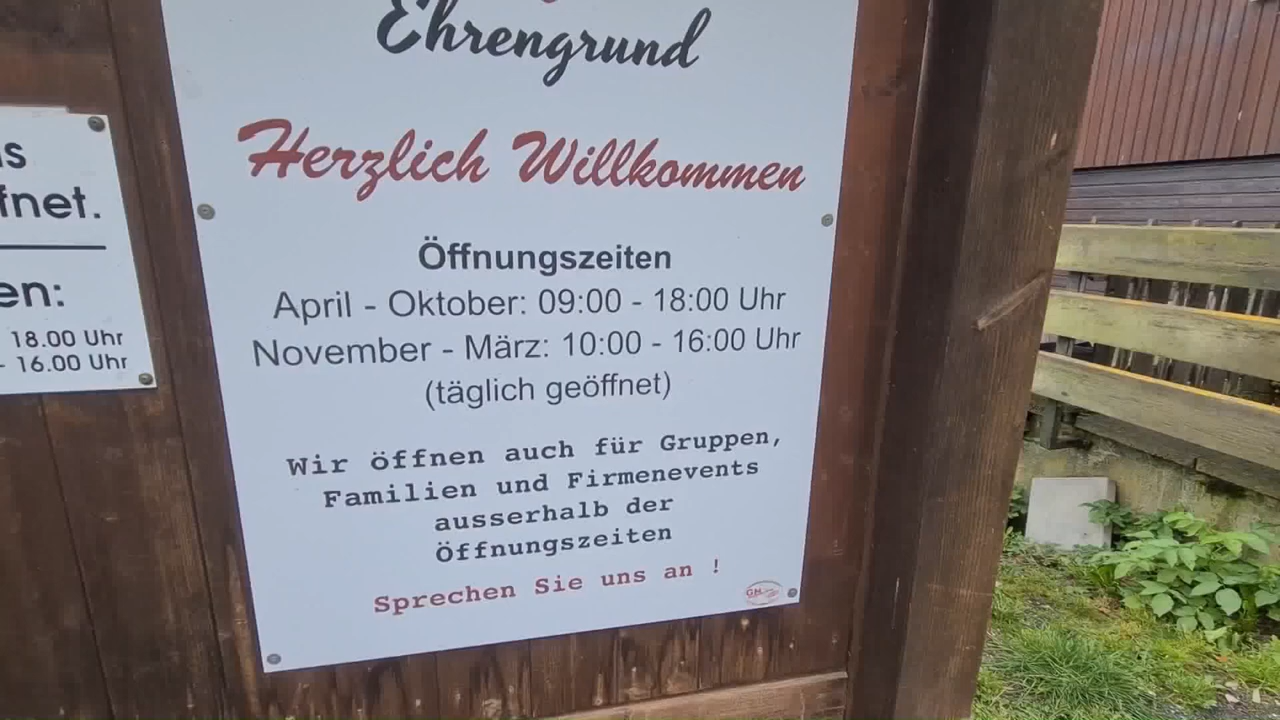 Ehrengrund
Herzlich Willkommen
Öffnungszeiten
April - Oktober: 09:00 - 18:00 Uhr
November - März: 10:00 - 16:00 Uhr
(täglich geöffnet)
Wir öffnen auch für Gruppen,
Familien und Firmenevents
ausserhalb der
Öffnungszeiten
Sprechen Sie uns an !
fnet.
en:
18.00 Uhr
- 16.00 Uhr